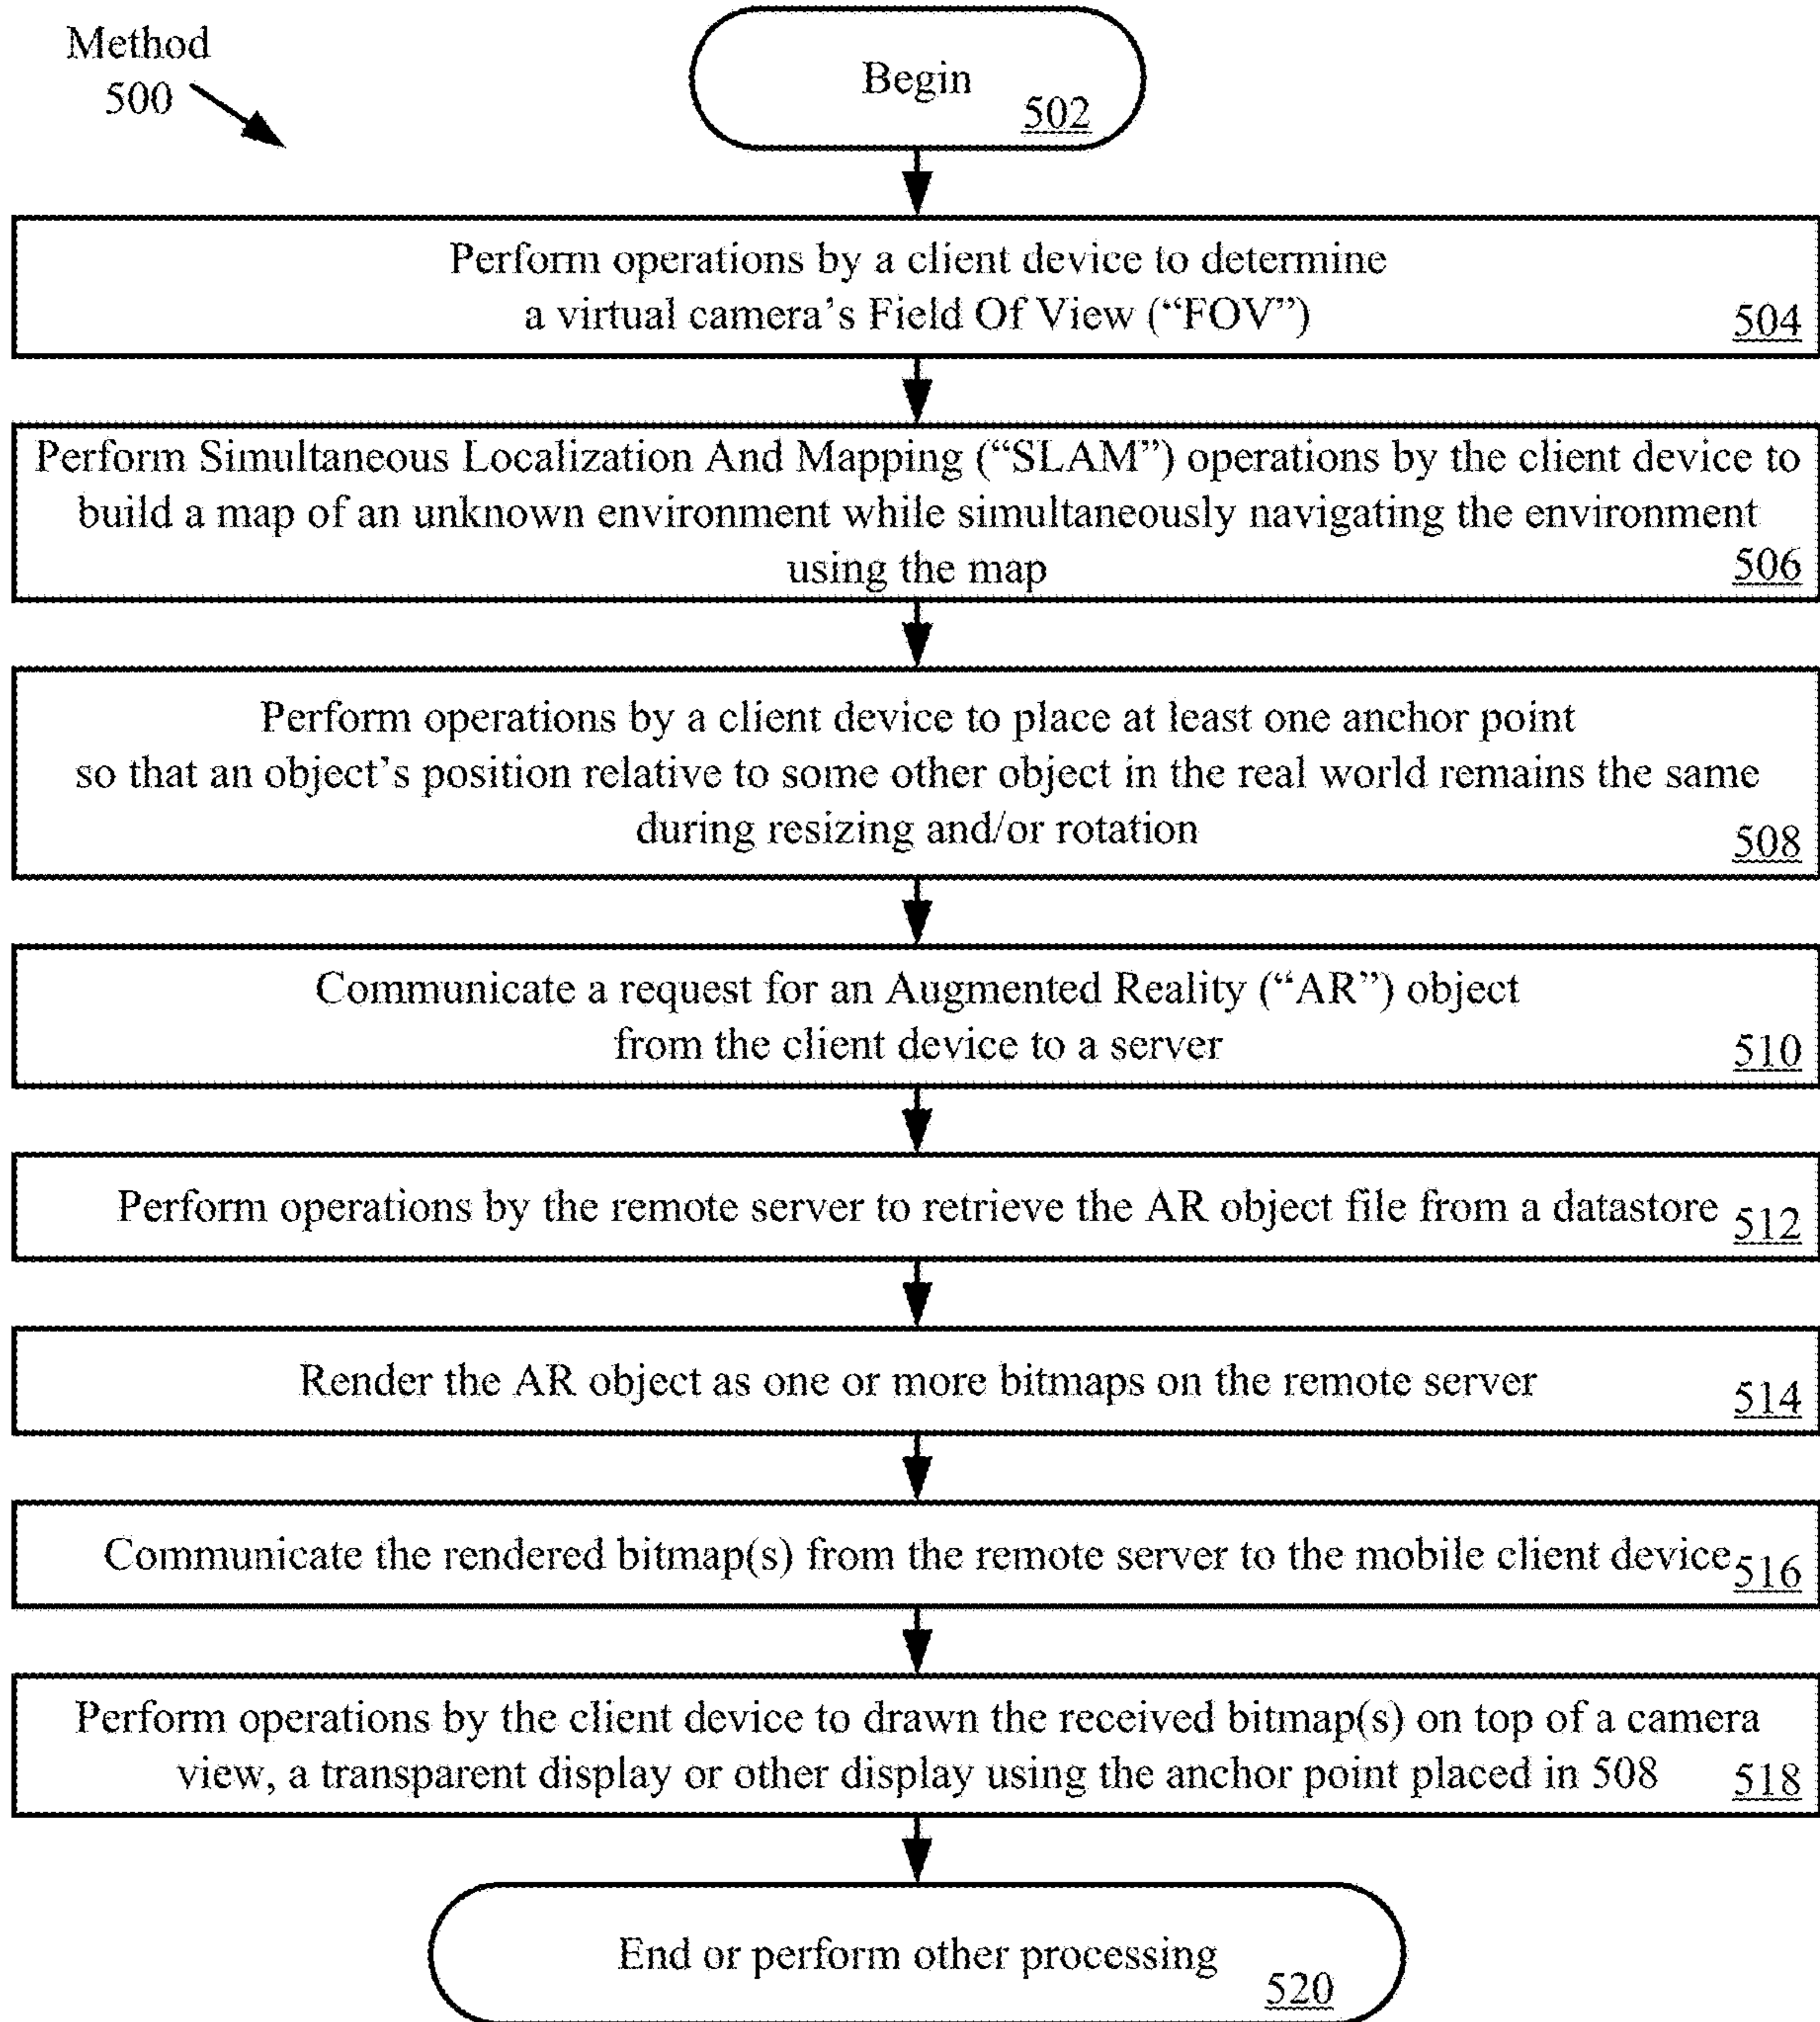 Method
500
Begin
502
Perform operations by a client device to determine
a virtual camera's Field Of View (“FOV”)
504
Perform Simultaneous Localization And Mapping (“SLAM”) operations by the client device to
build a map of an unknown environment while simultaneously navigating the environment
using the map
506
Perform operations by a client device to place at least one anchor point
so that an object's position relative to some other object in the real world remains the same
during resizing and/or rotation
508
Communicate a request for an Augmented Reality (“AR”) object
from the client device to a server
510
Perform operations by the remote server to retrieve the AR object file from a datastore
512
Render the AR object as one or more bitmaps on the remote server
514
Communicate the rendered bitmap(s) from the remote server to the mobile client device
516
Perform operations by the client device to drawn the received bitmap(s) on top of a camera
view, a transparent display or other display using the anchor point placed in 508
518
End or perform other processing
520